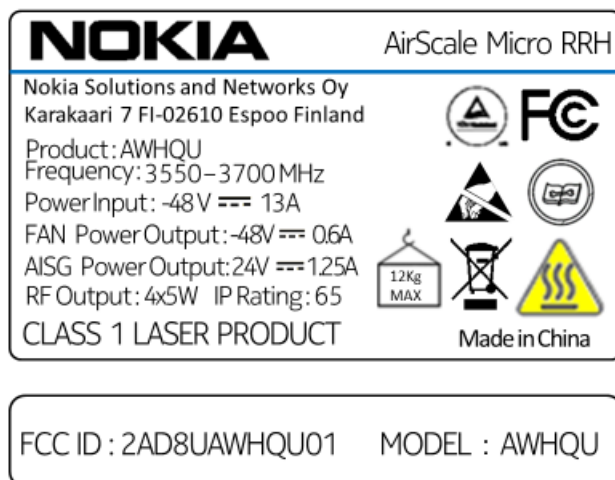 NOKIA AirScale Micro RRH
Nokia Solutions and Networks Oy
Karakaari 7 FI-02610 Espoo Finland
Product: AWHQU
Frequency: 3550-3700 MHz
Power Input: -48V ⎓ 13A
FAN Power Output: -48V ⎓ 0.6A
AISG Power Output: 24V ⎓ 1.25A
RF Output: 4x5W IP Rating: 65
CLASS 1 LASER PRODUCT
FC
12Kg
MAX
Made in China
FCC ID : 2AD8UAWHQU01 MODEL : AWHQU